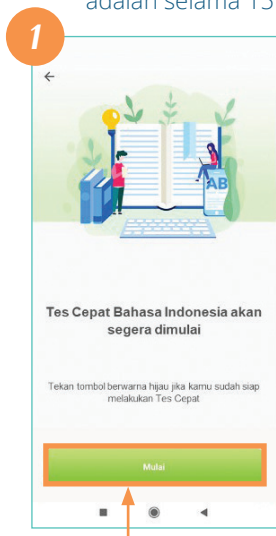 adalah selama 15
1
AB
Tes Cepat Bahasa Indonesia akan
segera dimulai
Tekan tombol berwarna hijau jika kamu sudah siap
melakukan Tes Cepat
Mulai